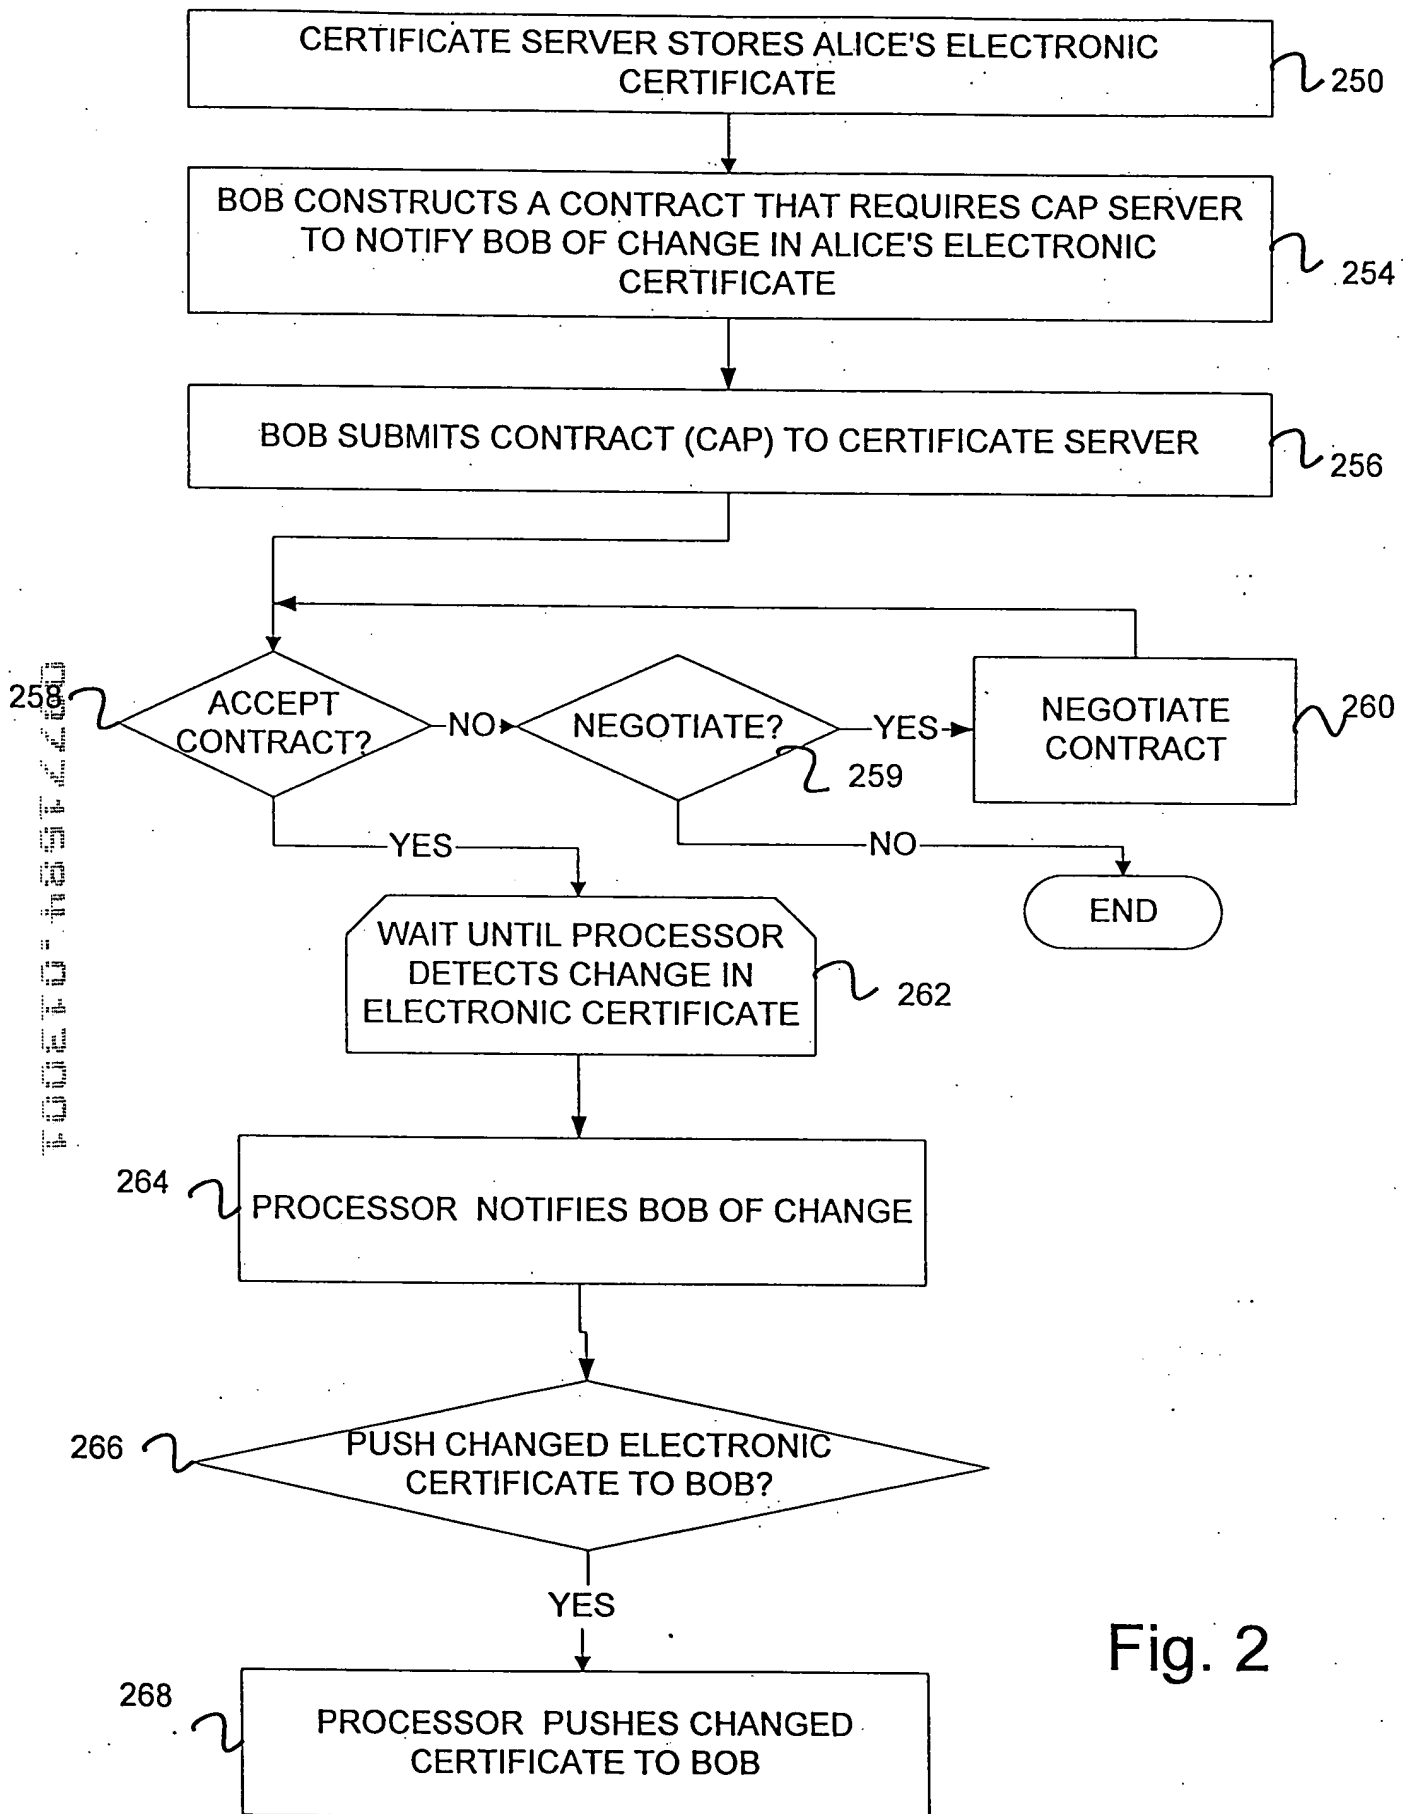 CERTIFICATE SERVER STORES ALICE'S ELECTRONIC
CERTIFICATE
250
BOB CONSTRUCTS A CONTRACT THAT REQUIRES CAP SERVER
TO NOTIFY BOB OF CHANGE IN ALICE'S ELECTRONIC
CERTIFICATE
254
BOB SUBMITS CONTRACT (CAP) TO CERTIFICATE SERVER
256
258
ACCEPT
CONTRACT?
NO
NEGOTIATE?
259
YES
NEGOTIATE
CONTRACT
260
YES
NO
END
WAIT UNTIL PROCESSOR
DETECTS CHANGE IN
ELECTRONIC CERTIFICATE
262
264
PROCESSOR NOTIFIES BOB OF CHANGE
266
PUSH CHANGED ELECTRONIC
CERTIFICATE TO BOB?
YES
Fig. 2
268
PROCESSOR PUSHES CHANGED
CERTIFICATE TO BOB